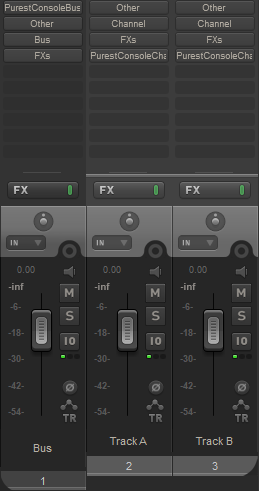 PurestConsoleBus Other Other
Other Channel Channel
Bus FXs FXs
FXs PurestConsoleCha PurestConsoleCha
FX FX FX
IN IN IN
0.00 0.00 0.00
-inf -inf -inf
M M M
-6- -6- -6-
S S S
-18- -18- -18-
IO IO IO
-30- -30- -30-
-42- -42- -42-
-54- -54- -54-
TR TR TR
Bus Track A Track B
1 2 3